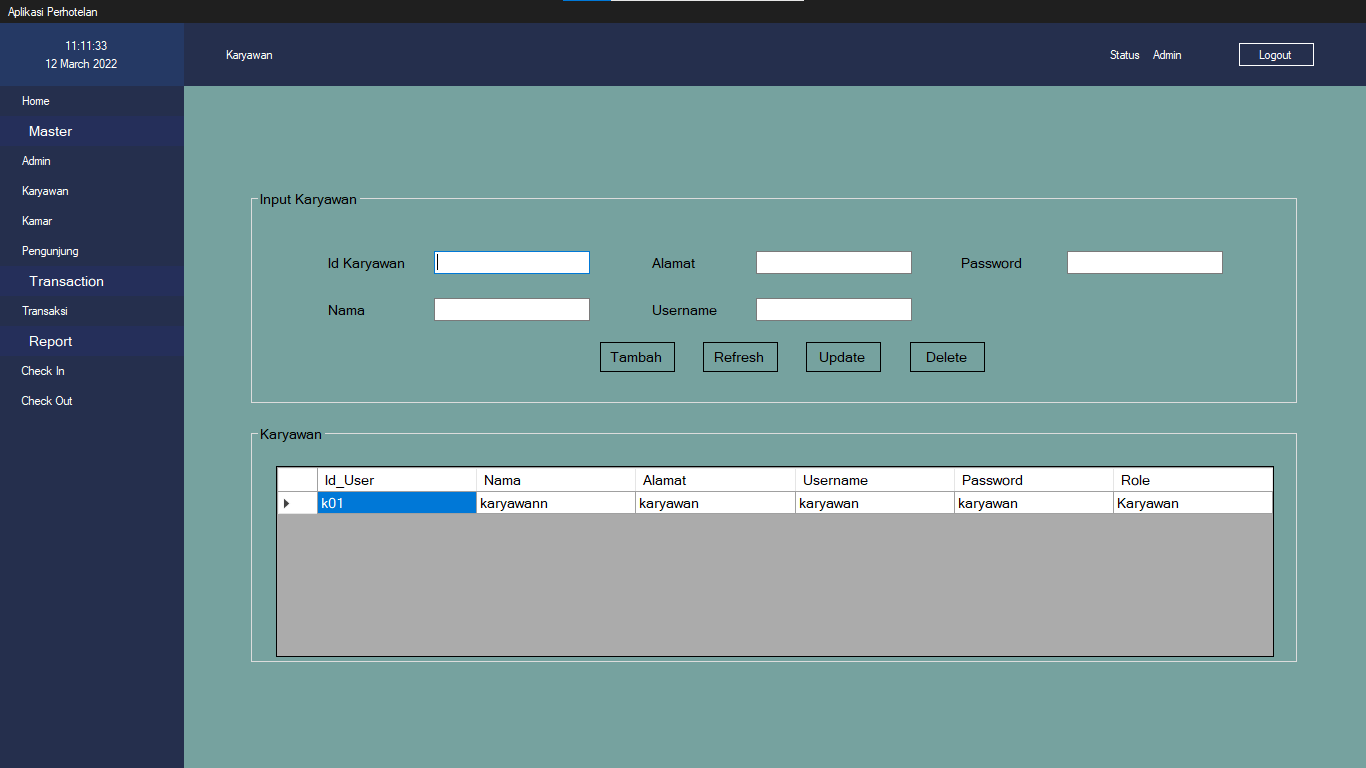 Aplikasi Perhotelan
11:11:33
12 March 2022
Karyawan
Status Admin
Logout
Home
Master
Admin
Karyawan
Kamar
Pengunjung
Transaction
Transaksi
Report
Check In
Check Out
Input Karyawan
Id Karyawan
Alamat
Password
Nama
Username
Tambah Refresh Update Delete
Karyawan
Id_User Nama Alamat Username Password Role
k01 karyawann karyawan karyawan karyawan Karyawan